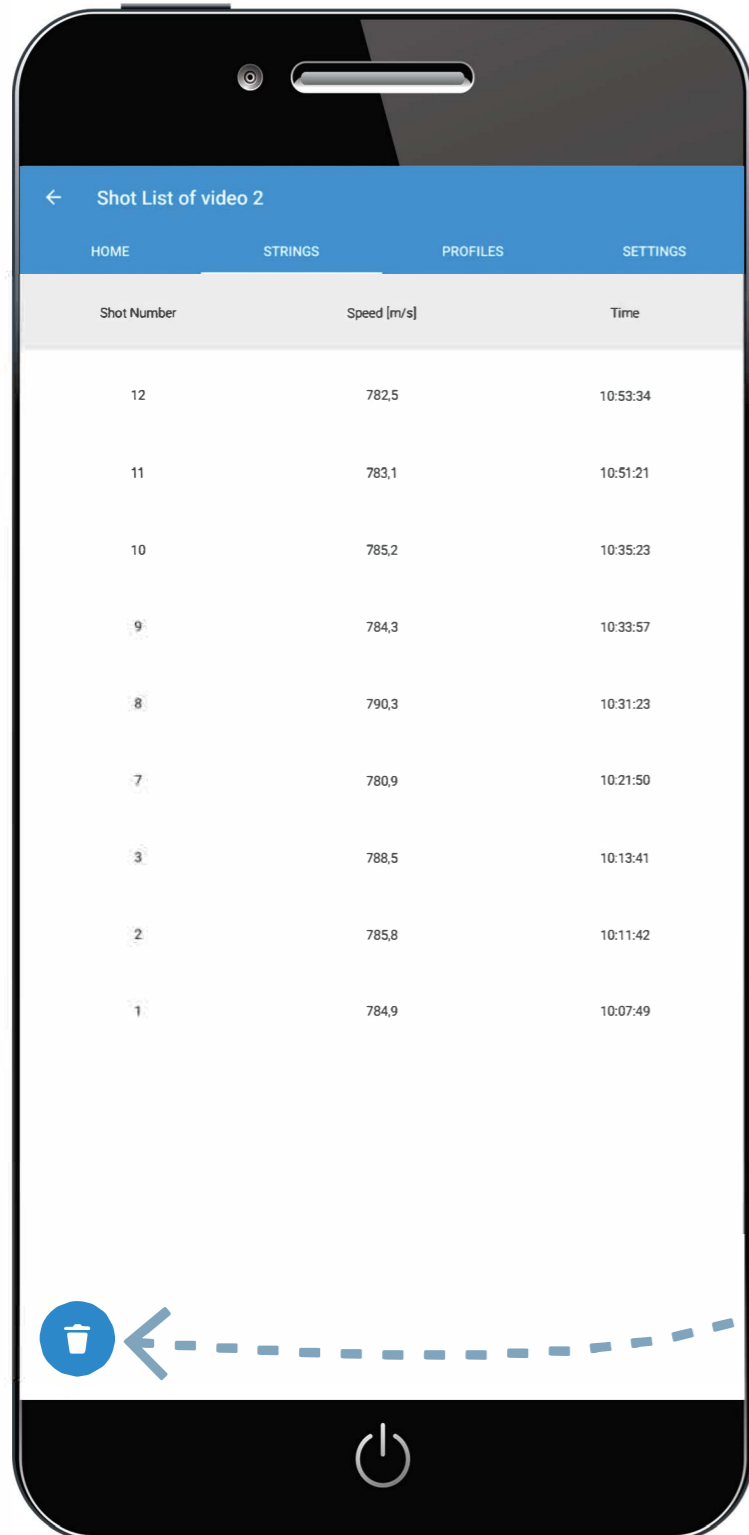 Shot List of video 2
HOME STRINGS PROFILES SETTINGS
Shot Number Speed [m/s] Time
12 782,5 10:53:34
11 783,1 10:51:21
10 785,2 10:35:23
9 784,3 10:33:57
8 790,3 10:31:23
7 780,9 10:21:50
3 788,5 10:13:41
2 785,8 10:11:42
1 784,9 10:07:49